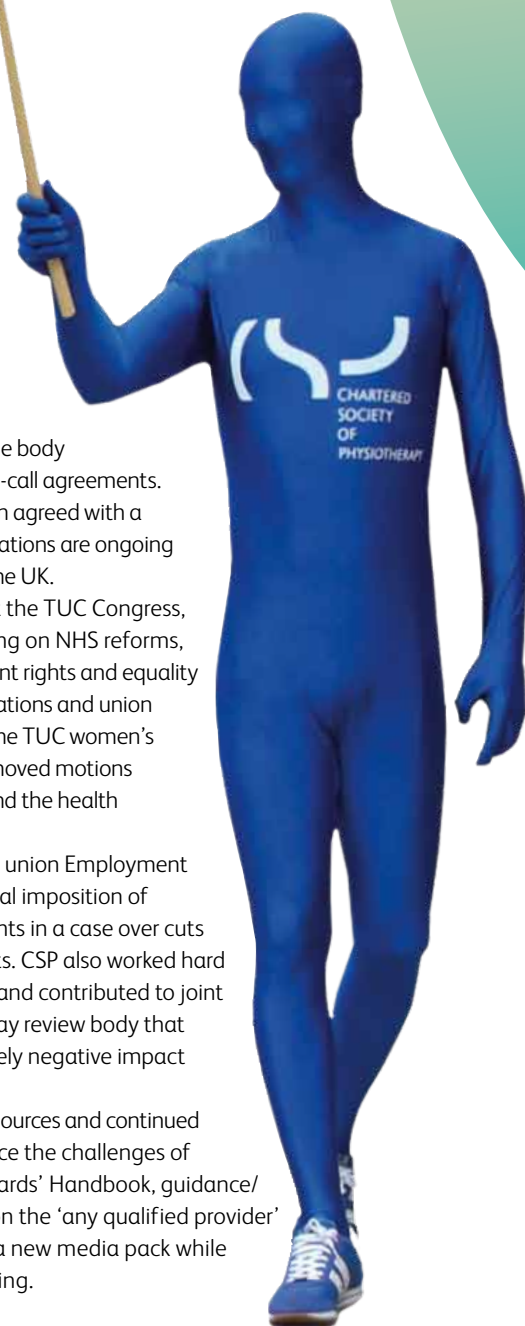 CHARTERED
SOCIETY
OF
PHYSIOTHERAPY
e body
-call agreements.
n agreed with a
ations are ongoing
he UK.
the TUC Congress,
ng on NHS reforms,
nt rights and equality
ations and union
he TUC women's
noved motions
nd the health
union Employment
al imposition of
nts in a case over cuts
ks. CSP also worked hard
and contributed to joint
ay review body that
ely negative impact
ources and continued
ce the challenges of
ards' Handbook, guidance/
on the 'any qualified provider'
a new media pack while
ing.